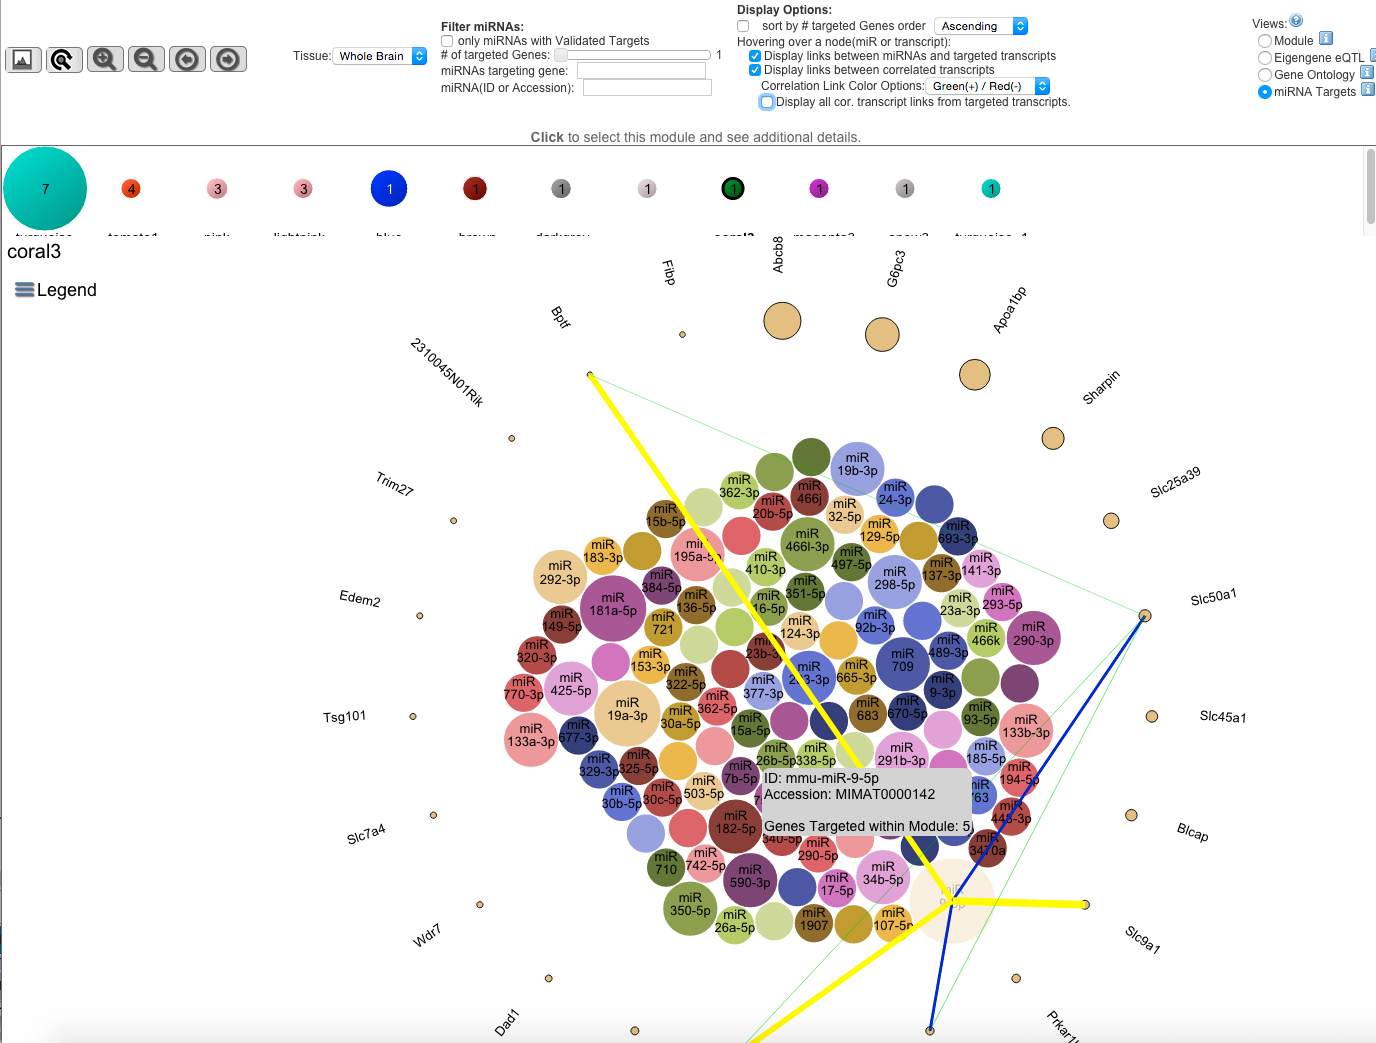 Filter miRNAs:
only miRNAs with Validated Targets
# of targeted Genes: 1
miRNAs targeting gene:
miRNA(ID or Accession):
Tissue: Whole Brain
Display Options:
sort by # targeted Genes order Ascending
Hovering over a node(miR or transcript):
Display links between miRNAs and targeted transcripts
Display links between correlated transcripts
Correlation Link Color Options: Green(+) / Red(-)
Display all cor. transcript links from targeted transcripts.
Views:
Module
Eigengene eQTL
Gene Ontology
miRNA Targets
Click to select this module and see additional details.
7 4 3 3 1 1 1 1 1 1 1 1
coral3
Legend
Abcb8
G6pc3
Fibp
Apoa1bp
Bptf
2310045N01Rik
Sharpin
Trim27
Slc25a39
Edem2
Slc50a1
Tsg101
Slc45a1
Slc7a4
Blcap
Wdr7
Slc9a1
Dad1
miR
19b-3p
miR
362-3p
miR
466j
miR
24-3p
miR
20b-5p
miR
32-5p
miR
15b-5p
miR
129-5p
miR
693-3p
miR
183-3p
miR
195a-5p
miR
466l-3p
miR
497-5p
miR
410-3p
miR
141-3p
miR
137-3p
miR
292-3p
miR
384-5p
miR
298-5p
miR
181a-5p
miR
136-5p
miR
16-5p
miR
351-5p
miR
23a-3p
miR
293-5p
miR
149-5p
miR
721
miR
124-3p
miR
92b-3p
miR
466k
miR
290-3p
miR
320-3p
miR
153-3p
miR
489-3p
miR
709
miR
770-3p
miR
425-5p
miR
322-5p
miR
377-3p
miR
665-3p
miR
9-3p
miR
19a-3p
miR
362-5p
miR
30a-5p
miR
15a-5p
miR
683
miR
670-5p
miR
93-5p
miR
133a-3p
miR
677-3p
miR
133b-3p
miR
329-3p
miR
325-5p
miR
7b-5p
miR
26b-5p
miR
338-5p
miR
291b-3p
miR
185-5p
miR
194-5p
miR
30b-5p
miR
30c-5p
miR
503-5p
ID: mmu-miR-9-5p
Accession: MIMAT0000142
Genes Targeted within Module: 5
miR
182-5p
miR
3470a
miR
710
miR
742-5p
miR
290-5p
miR
590-3p
miR
17-5p
miR
34b-5p
miR
350-5p
miR
26a-5p
miR
1907
miR
107-5p